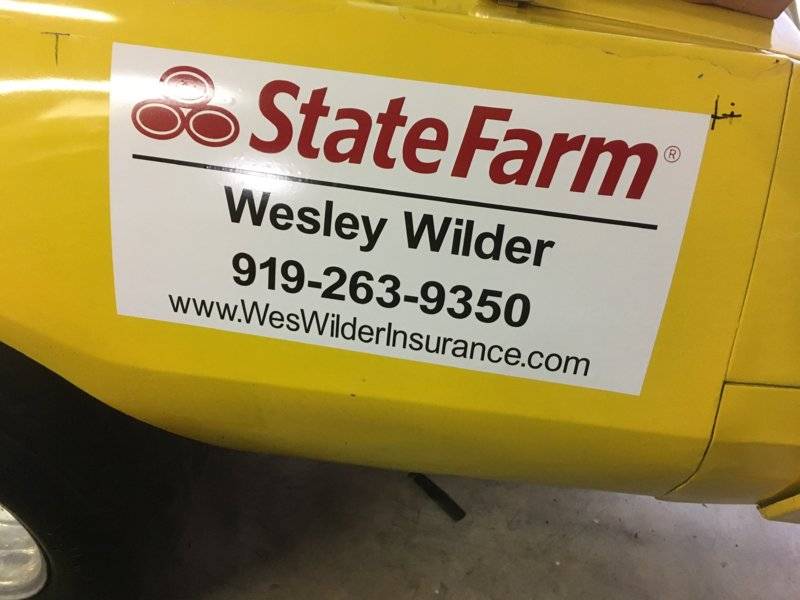 StateFarm®
Wesley Wilder
919-263-9350
www.WesWilderInsurance.com